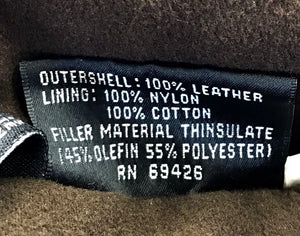 OUTERSHELL: 100% LEATHER
LINING: 100% NYLON
100% COTTON
FILLER MATERIAL THINSULATE
(45% OLEFIN 55% POLYESTER)
RN 69426